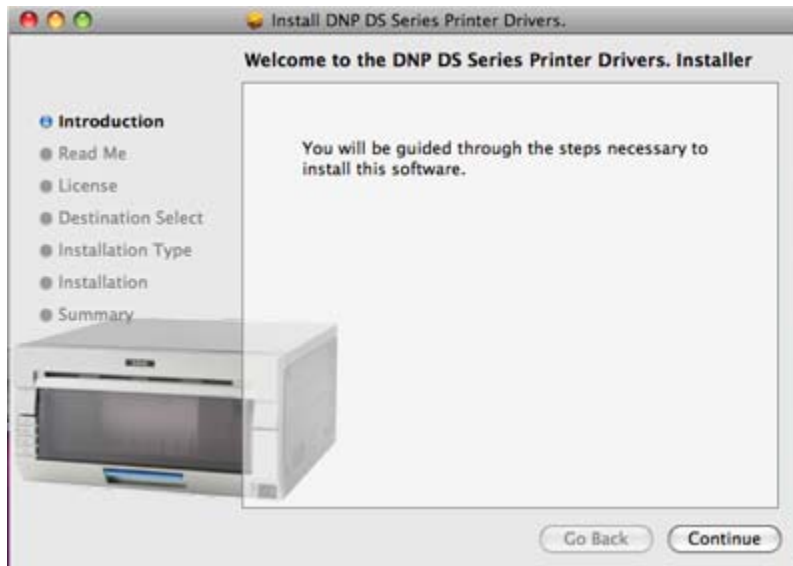 Install DNP DS Series Printer Drivers.
Welcome to the DNP DS Series Printer Drivers. Installer
Introduction
Read Me
License
Destination Select
Installation Type
Installation
Summary
You will be guided through the steps necessary to
install this software.
Go Back
Continue